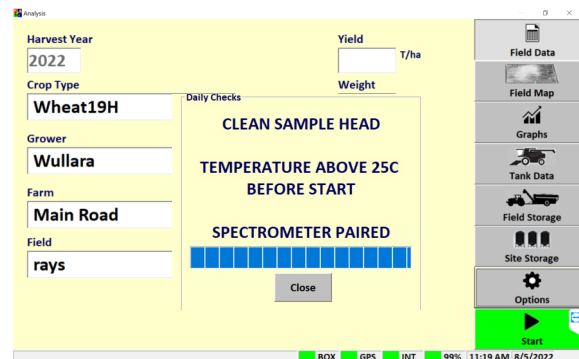 Analysis
Harvest Year
2022
Crop Type
Wheat19H
Grower
Wullara
Farm
Main Road
Field
rays
Yield
T/ha
Weight
Daily Checks
CLEAN SAMPLE HEAD
TEMPERATURE ABOVE 25C
BEFORE START
SPECTROMETER PAIRED
Close
Field Data
Field Map
Graphs
Tank Data
Field Storage
Site Storage
Options
Start
BOX GPS INT 99% 11:19 AM 8/5/2022